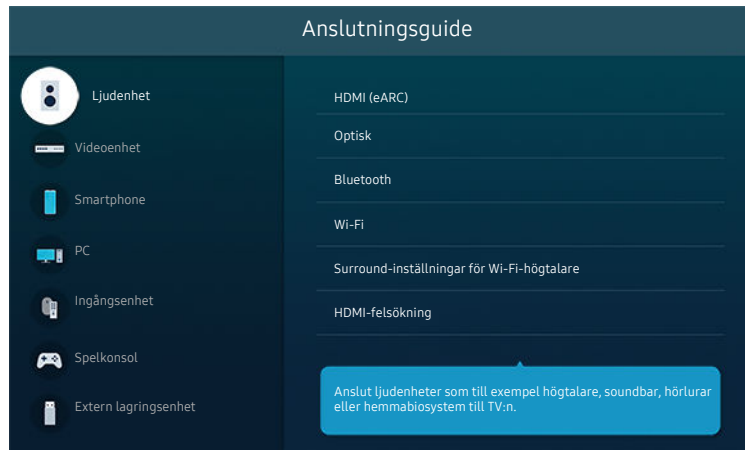 Anslutningsguide
Ljudenhet
Videoenhet
Smartphone
PC
Ingångsenhet
Spelkonsol
Extern lagringsenhet
HDMI (eARC)
Optisk
Bluetooth
Wi-Fi
Surround-inställningar för Wi-Fi-högtalare
HDMI-felsökning
Anslut ljudenheter som till exempel högtalare, soundbar, hörlurar
eller hemmabiosystem till TV:n.